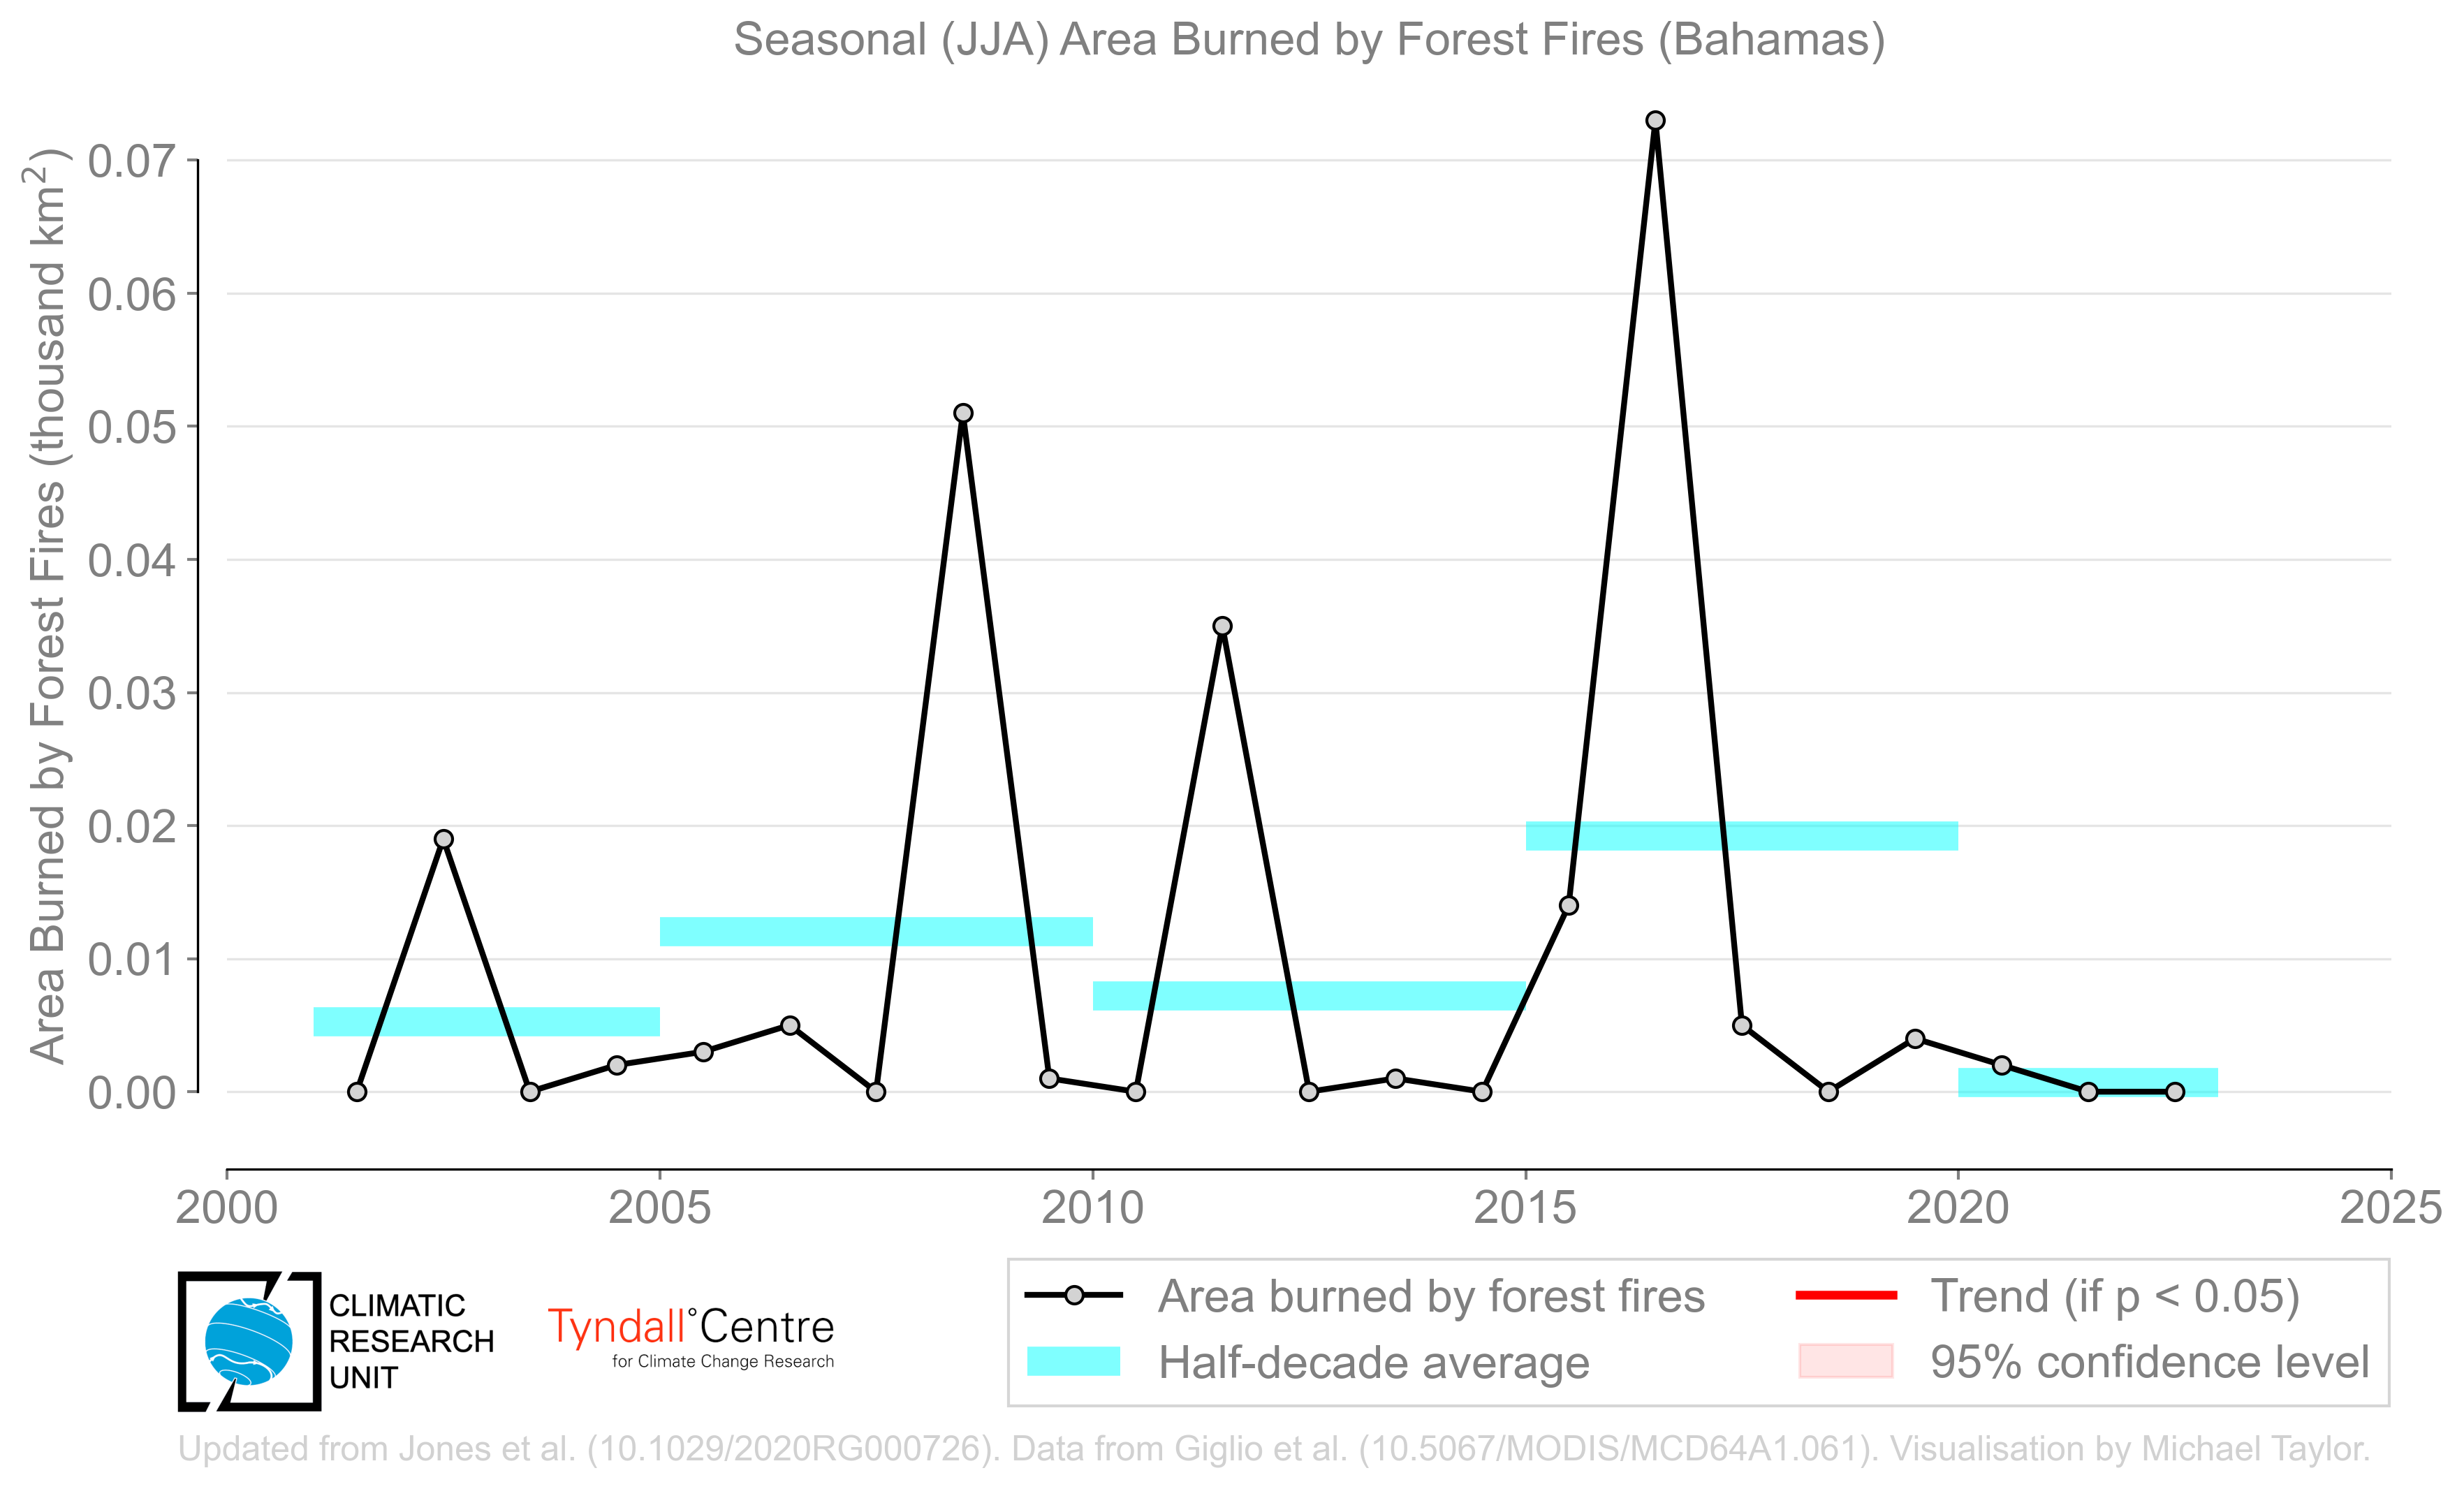 Seasonal (JJA) Area Burned by Forest Fires (Bahamas)
Area Burned by Forest Fires (thousand km²)
0.07
0.06
0.05
0.04
0.03
0.02
0.01
0.00
2000
2005
2010
2015
2020
2025
CLIMATIC
RESEARCH
UNIT
Tyndall°Centre
for Climate Change Research
Area burned by forest fires
Half-decade average
Trend (if p < 0.05)
95% confidence level
Updated from Jones et al. (10.1029/2020RG000726). Data from Giglio et al. (10.5067/MODIS/MCD64A1.061). Visualisation by Michael Taylor.